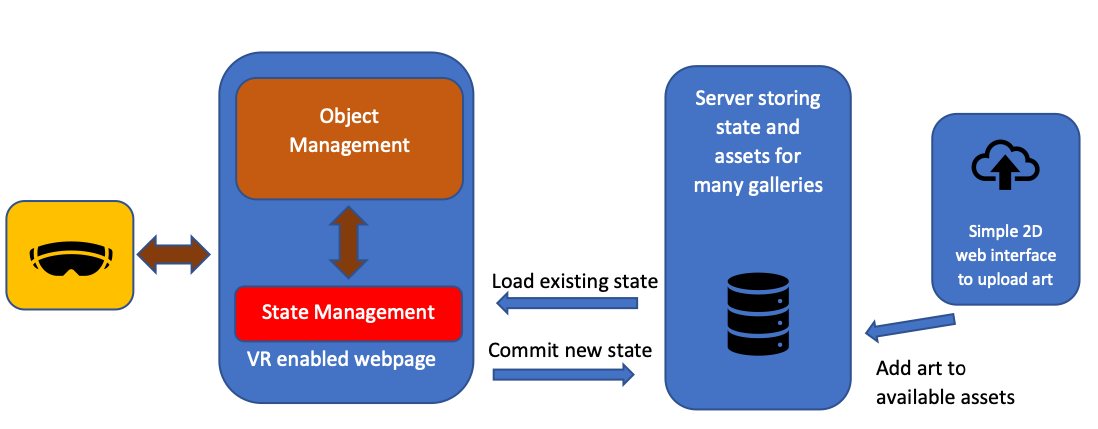 Object
Management
State Management
VR enabled webpage
Load existing state
Commit new state
Server storing
state and
assets for
many galleries
Simple 2D
web interface
to upload art
Add art to
available assets